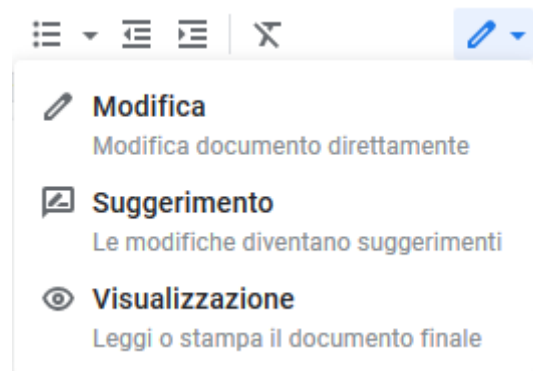 Modifica
Modifica documento direttamente
Suggerimento
Le modifiche diventano suggerimenti
Visualizzazione
Leggi o stampa il documento finale